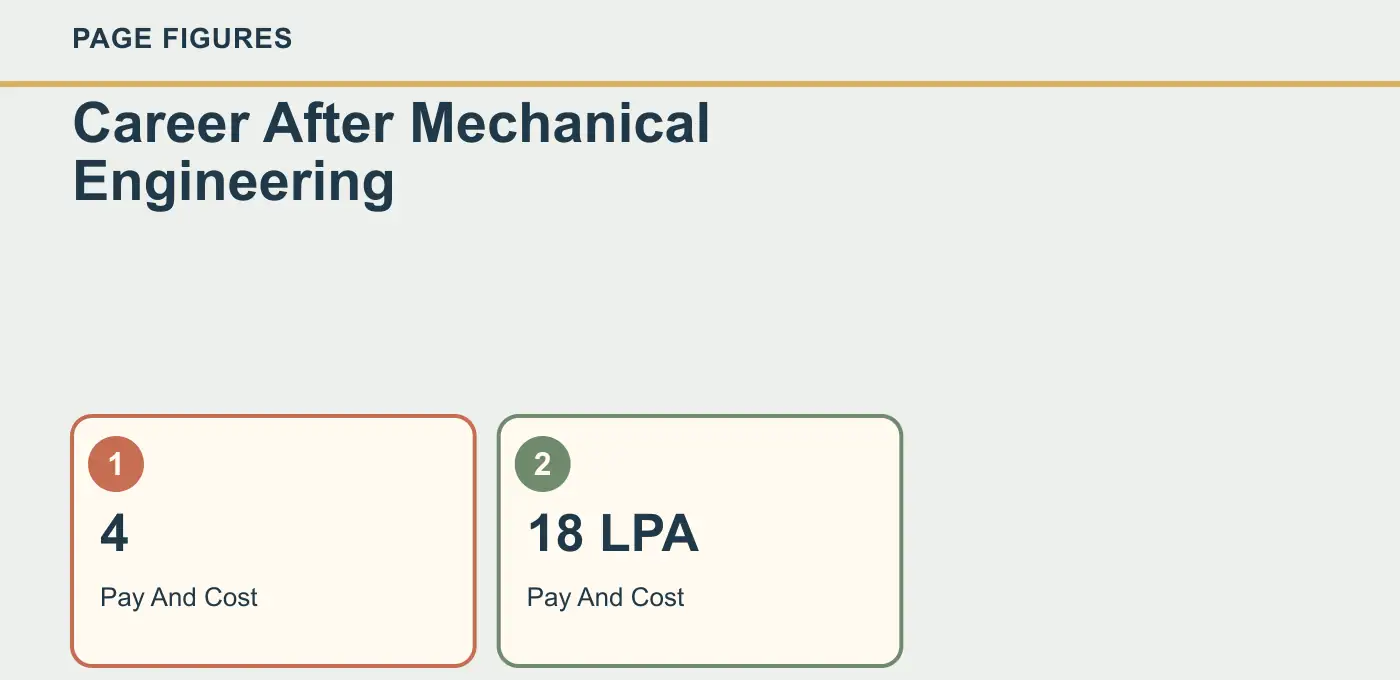 PAGE FIGURES
Career After Mechanical
Engineering
1
4
Pay And Cost
2
18 LPA
Pay And Cost